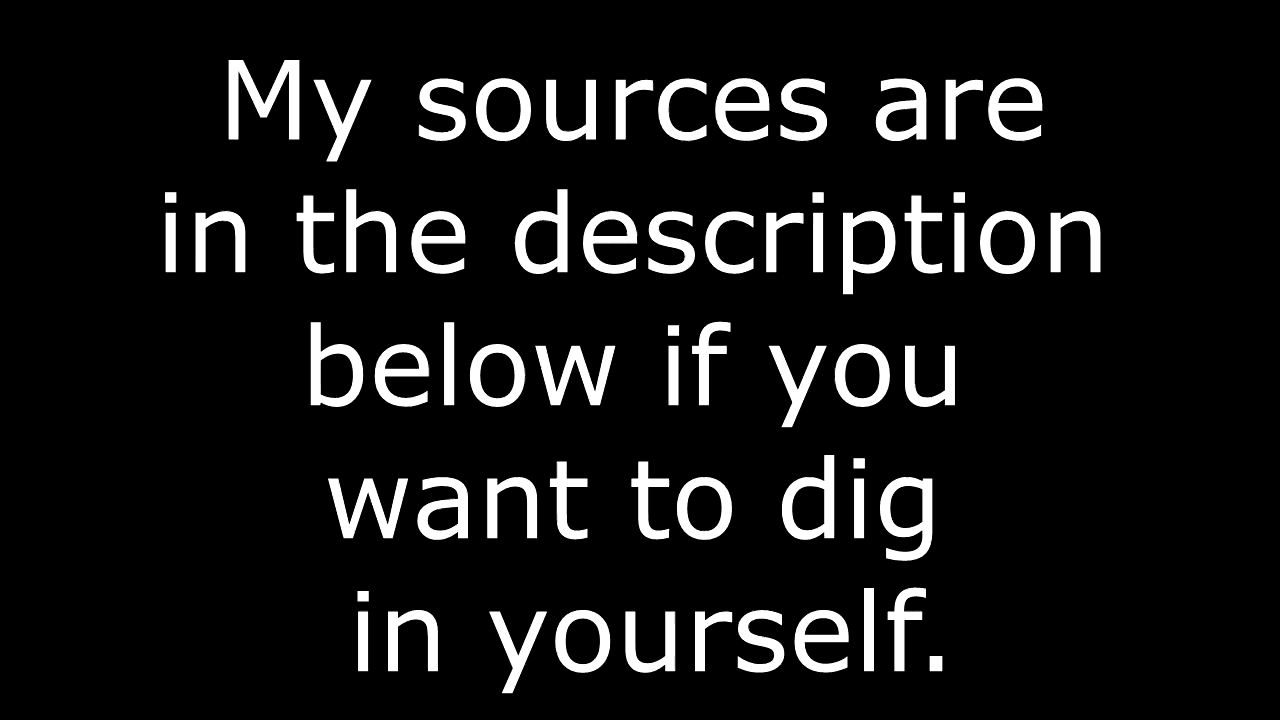 My sources are
in the description
below if you
want to dig
in yourself.